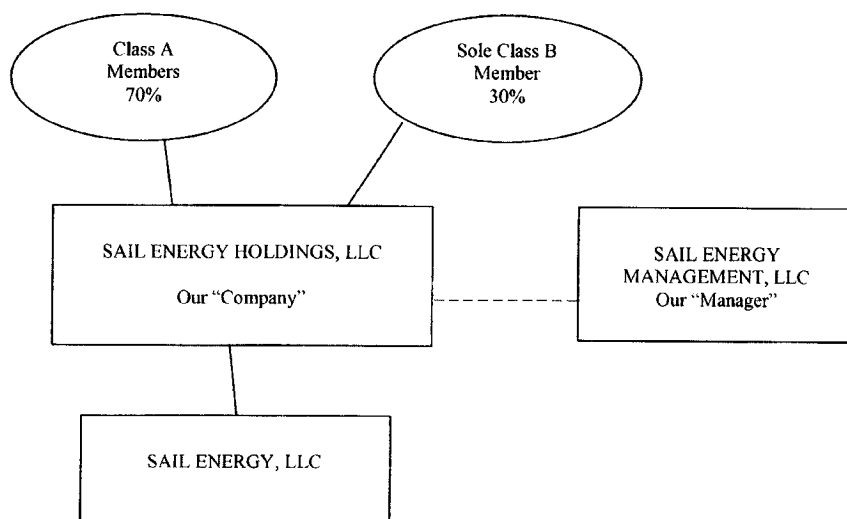 Class A
Members
70%
Sole Class B
Member
30%
SAIL ENERGY HOLDINGS, LLC
Our “Company”
SAIL ENERGY
MANAGEMENT, LLC
Our “Manager”
SAIL ENERGY, LLC